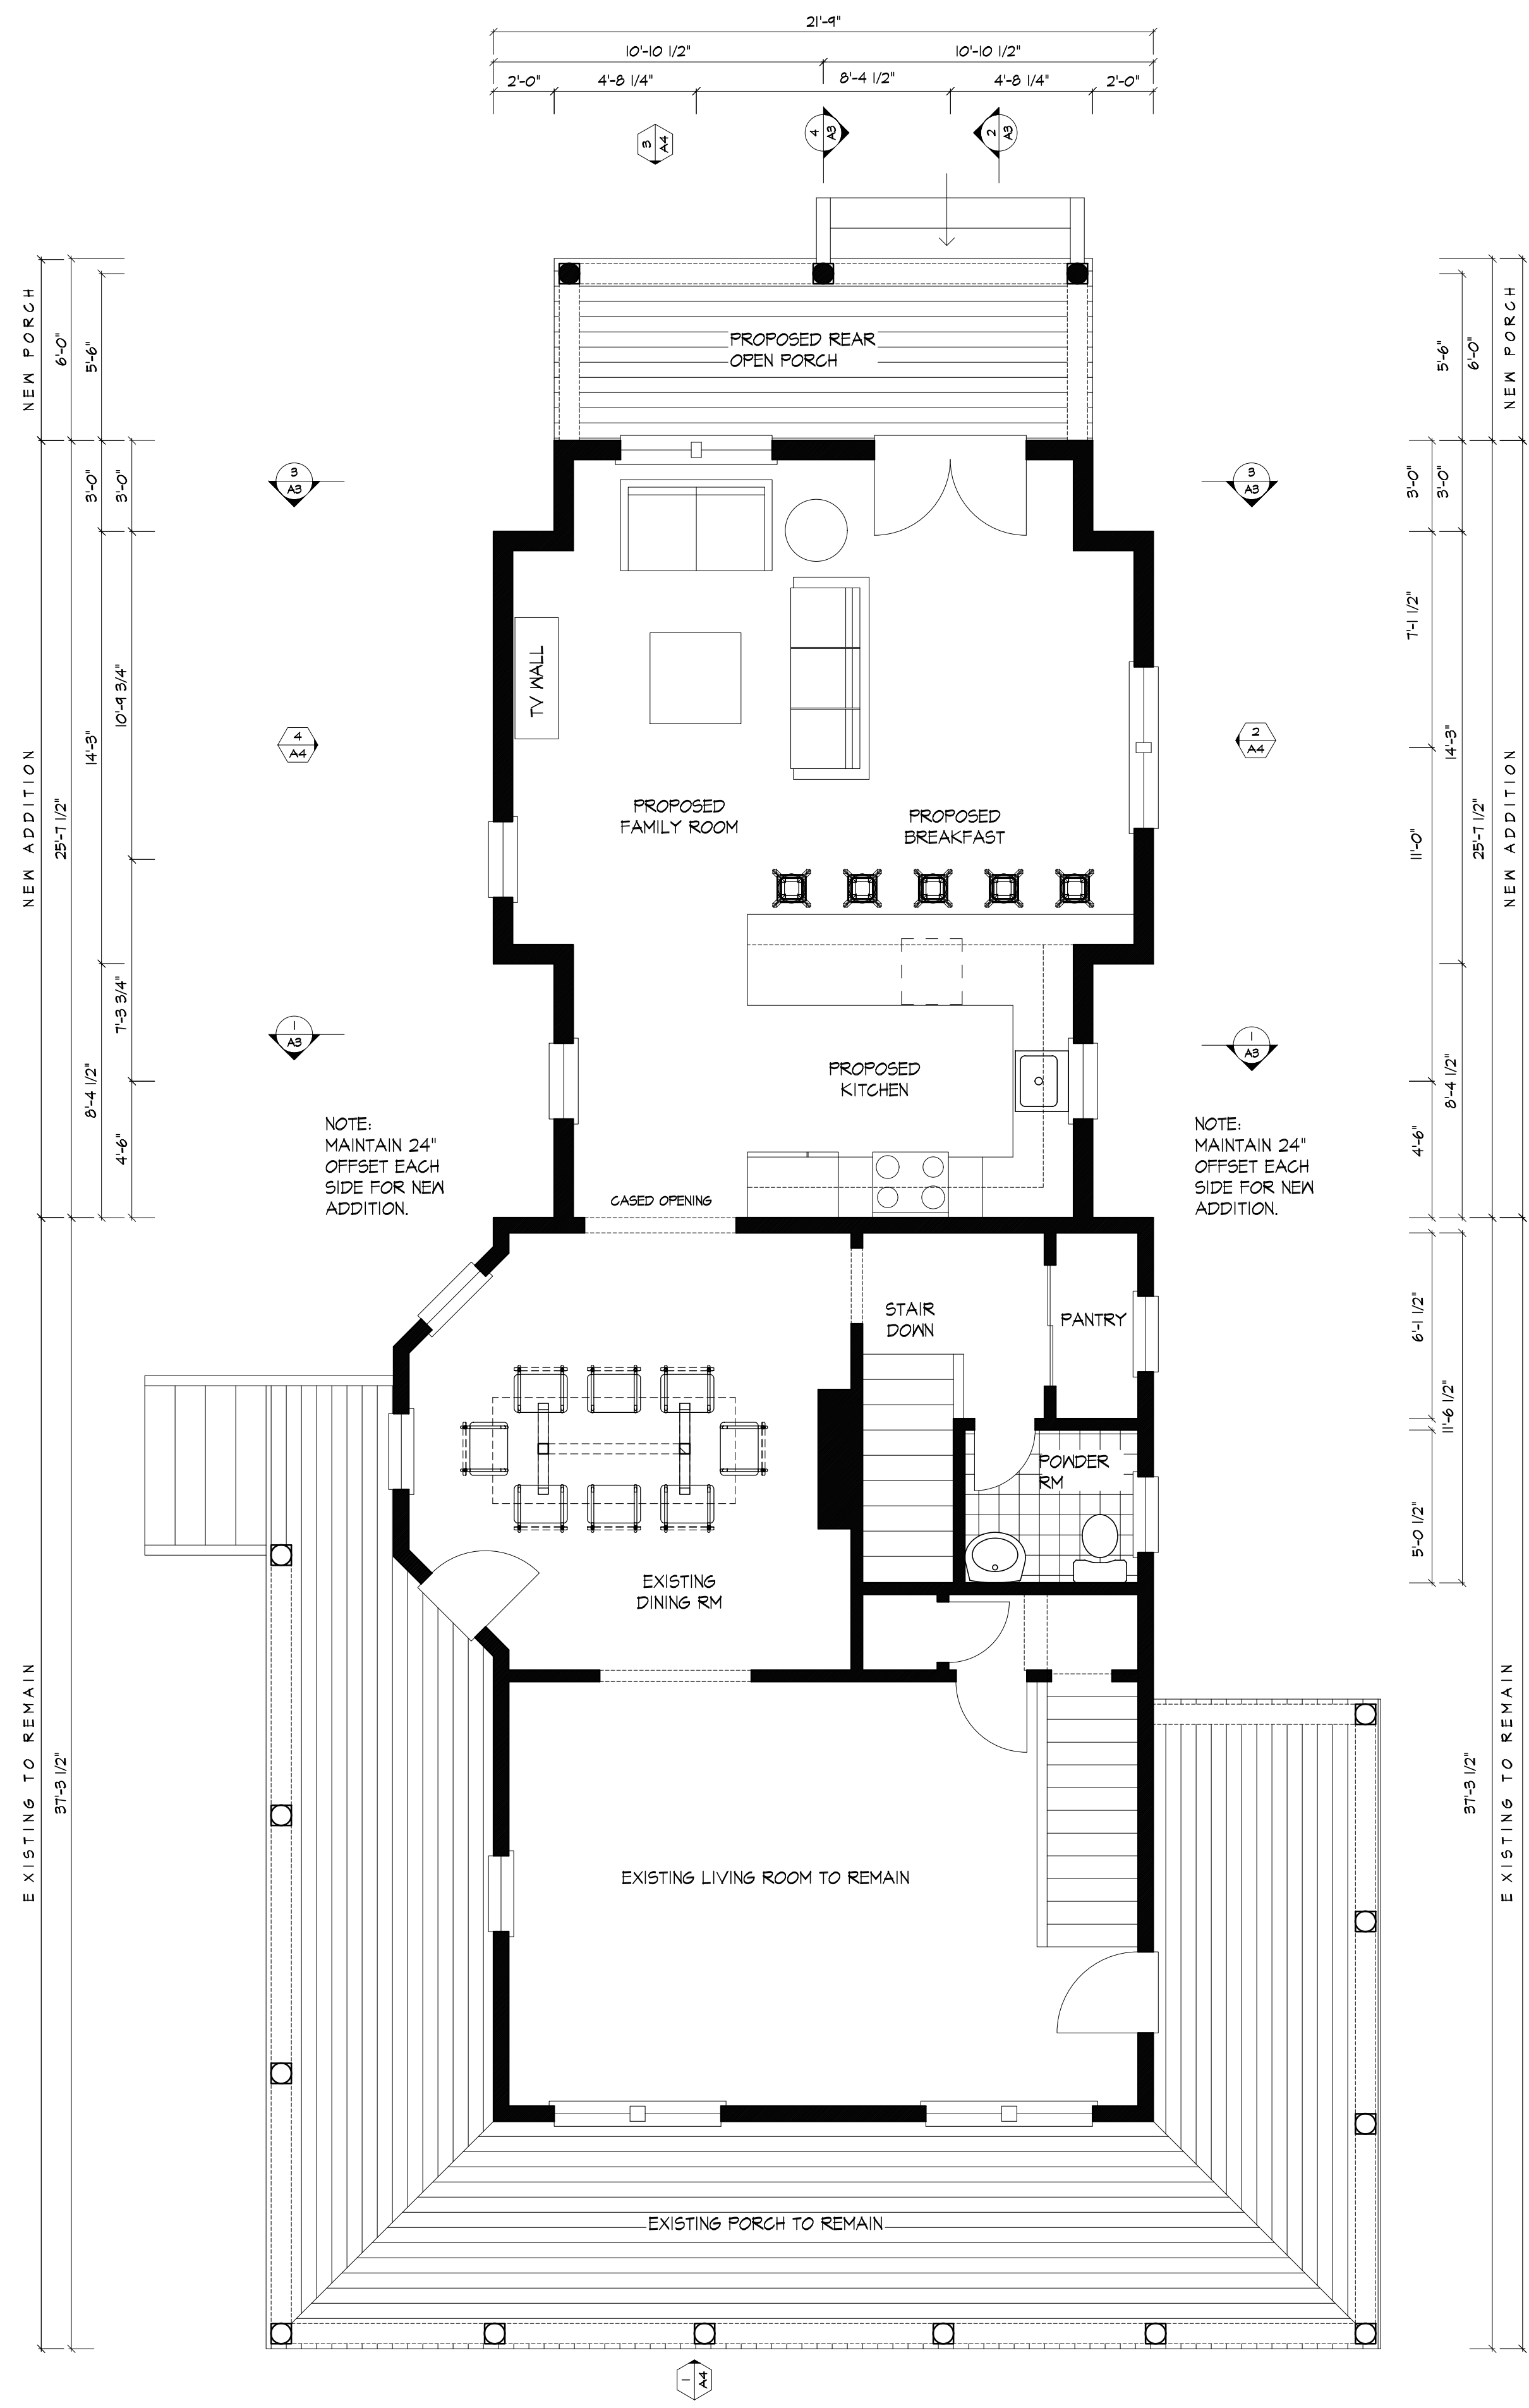 21'-9"
10'-10 1/2"
10'-10 1/2"
2'-0"
4'-8 1/4"
8'-4 1/2"
4'-8 1/4"
2'-0"
3
A4
4
A3
2
A3
NEW PORCH
6'-0"
5'-6"
PROPOSED REAR
OPEN PORCH
5'-6"
6'-0"
NEW PORCH
3'-0"
3'-0"
3
A3
3
A3
3'-0"
3'-0"
NEW ADDITION
25'-7 1/2"
14'-3"
10'-9 3/4"
4
A4
TV WALL
PROPOSED
FAMILY ROOM
PROPOSED
BREAKFAST
2
A4
7'-1 1/2"
11'-0"
14'-3"
25'-7 1/2"
NEW ADDITION
8'-4 1/2"
7'-3 3/4"
4'-6"
1
A3
NOTE:
MAINTAIN 24"
OFFSET EACH
SIDE FOR NEW
ADDITION.
PROPOSED
KITCHEN
CASED OPENING
1
A3
NOTE:
MAINTAIN 24"
OFFSET EACH
SIDE FOR NEW
ADDITION.
4'-6"
8'-4 1/2"
STAIR
DOWN
PANTRY
6'-1 1/2"
11'-6 1/2"
POWDER
RM
5'-0 1/2"
EXISTING
DINING RM
EXISTING TO REMAIN
37'-3 1/2"
EXISTING LIVING ROOM TO REMAIN
37'-3 1/2"
EXISTING TO REMAIN
EXISTING PORCH TO REMAIN
1
A4